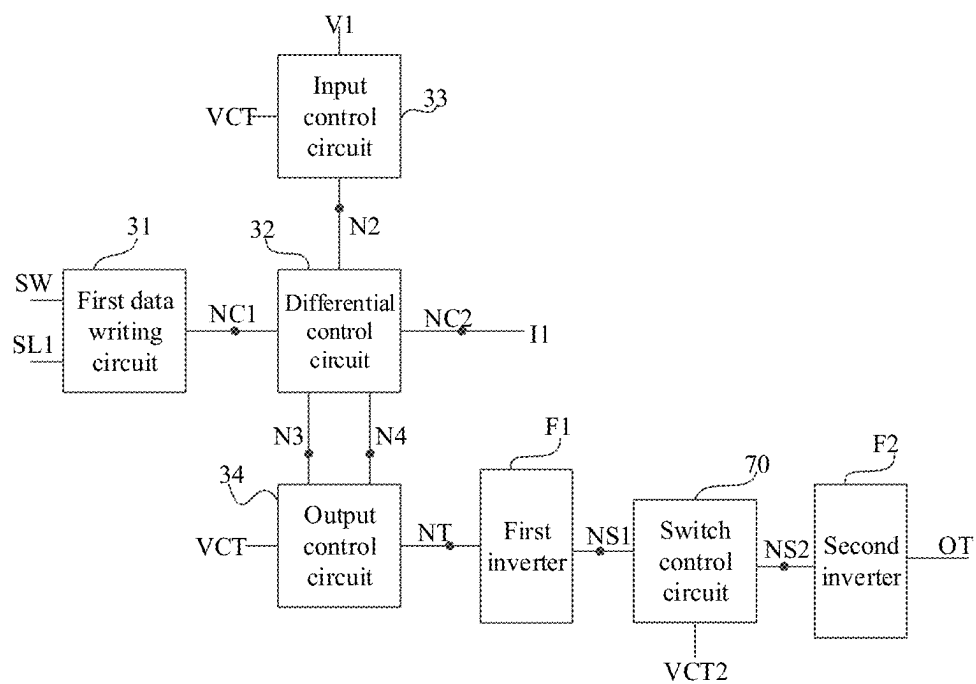 V1
Input
control
circuit
VCT
33
N2
31
32
SW
SL1
First data
writing
circuit
NC1
Differential
control
circuit
NC2
I1
N3
N4
F1
70
F2
34
VCT
Output
control
circuit
NT
First
inverter
NS1
Switch
control
circuit
NS2
Second
inverter
OT
VCT2